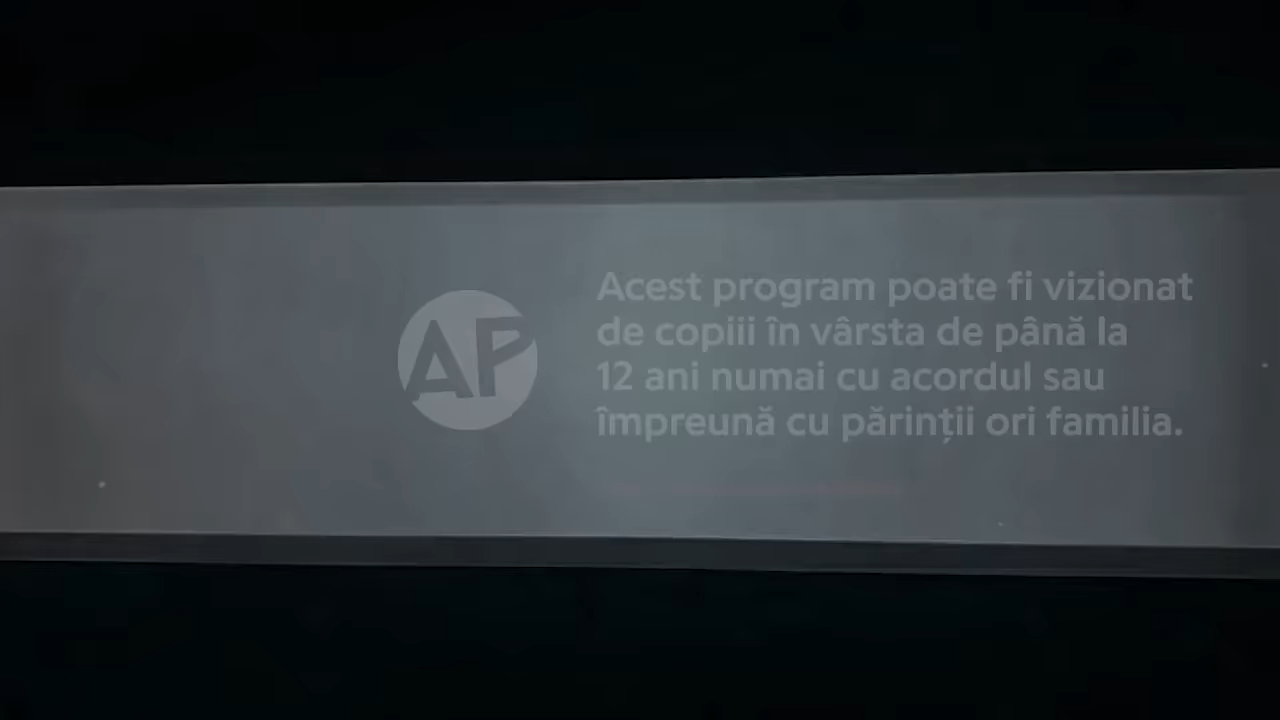 AP
Acest program poate fi vizionat
de copiii în vârsta de până la
12 ani numai cu acordul sau
împreună cu părinții ori familia.